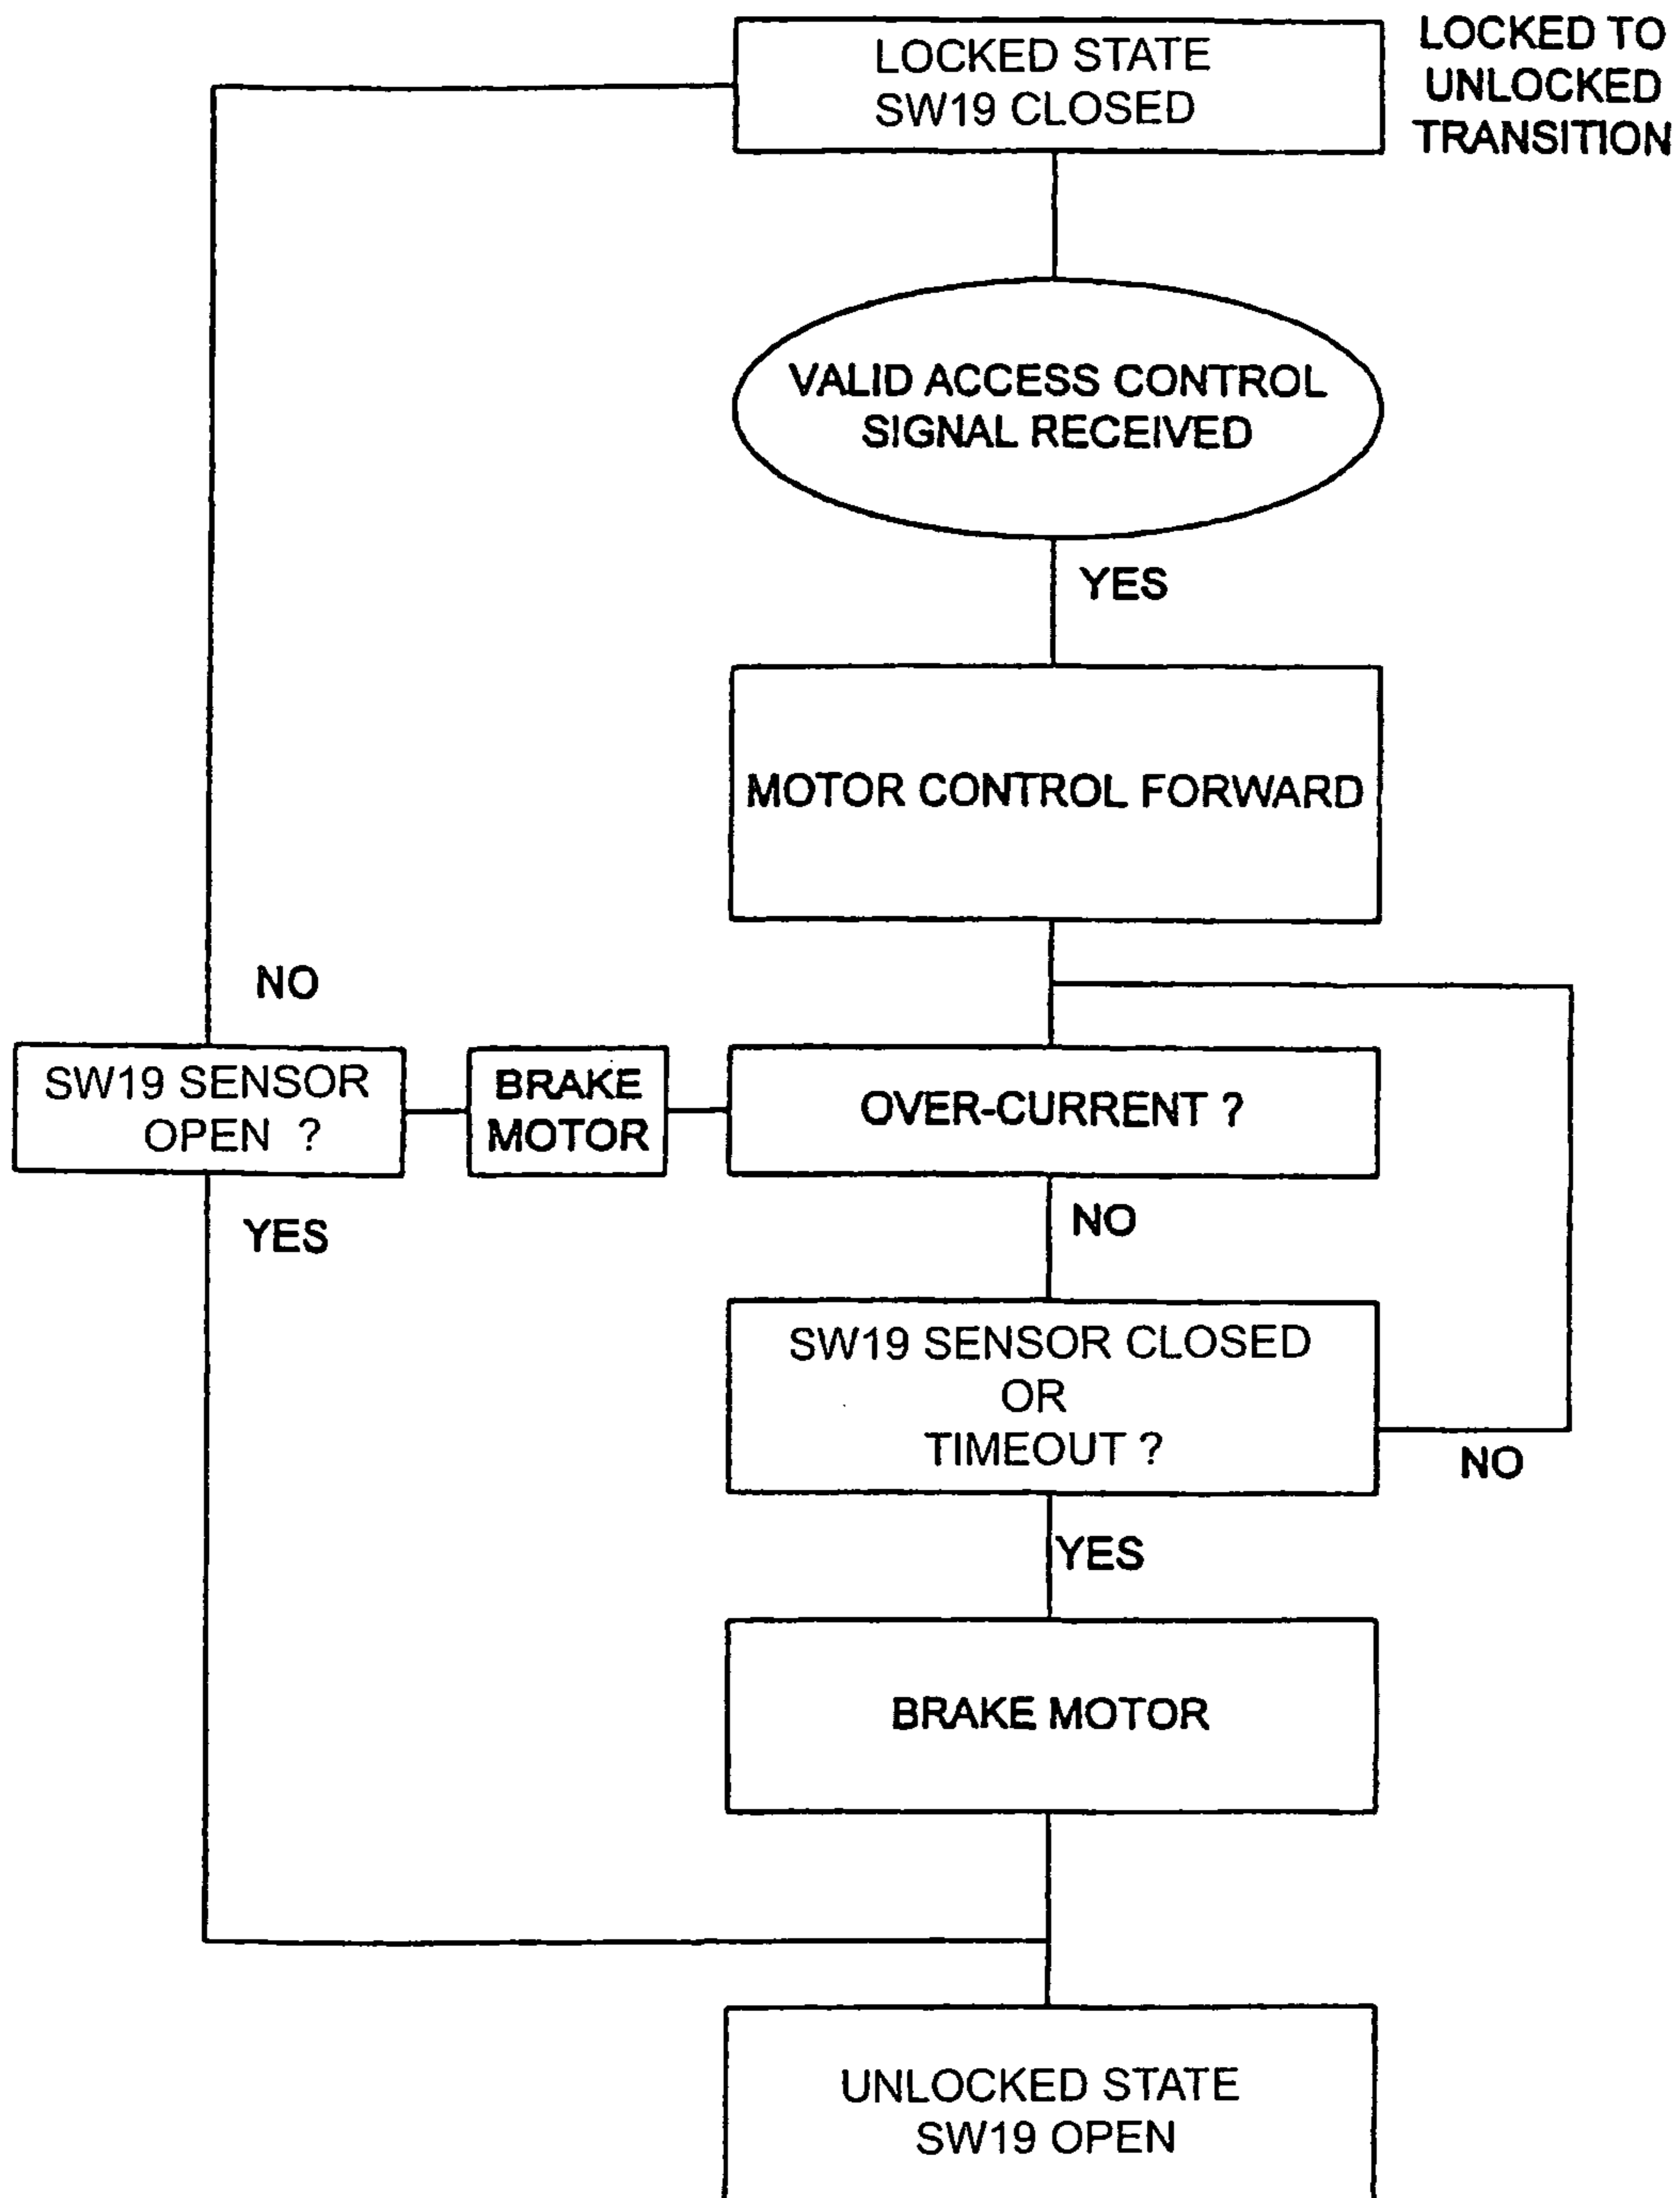 LOCKED STATE
SW19 CLOSED
LOCKED TO
UNLOCKED
TRANSITION
VALID ACCESS CONTROL
SIGNAL RECEIVED
YES
MOTOR CONTROL FORWARD
NO
SW19 SENSOR
OPEN ?
BRAKE
MOTOR
OVER-CURRENT ?
YES
NO
SW19 SENSOR CLOSED
OR
TIMEOUT ?
NO
YES
BRAKE MOTOR
UNLOCKED STATE
SW19 OPEN